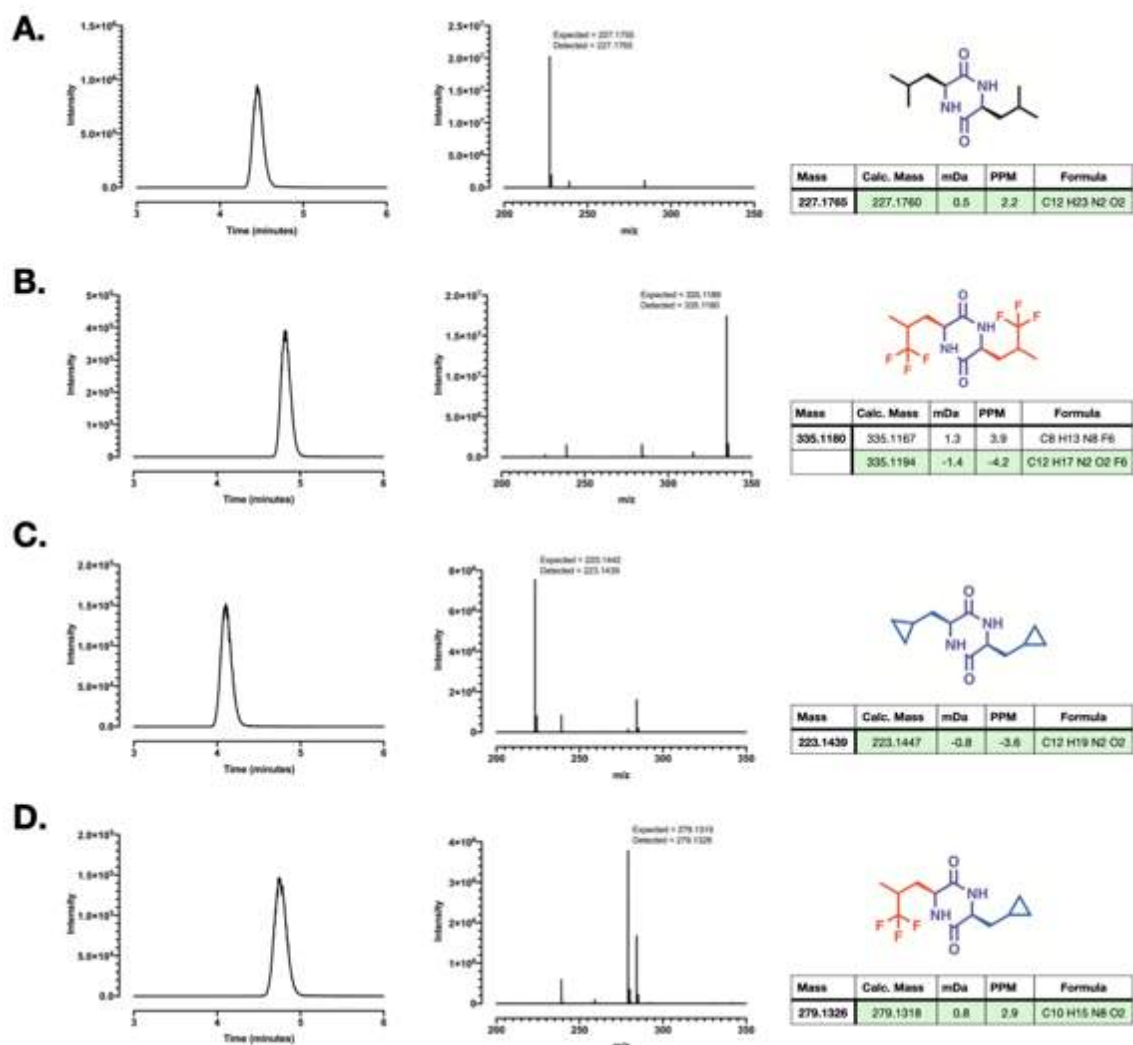 A.
1.5×10⁶
1.0×10⁶
5.0×10⁵
0.0
Intensity
3 4 5 6
Time (minutes)
2.5×10⁷
2.0×10⁷
1.5×10⁷
1.0×10⁷
5.0×10⁶
0.0
Intensity
Detected = 227.1765
200 250 300 350
m/z
O
NH
NH
O
Mass Calc. Mass mDa PPM Formula
227.1765 227.1760 0.5 2.2 C12 H23 N2 O2
B.
5×10⁵
4×10⁵
3×10⁵
2×10⁵
1×10⁵
0
Intensity
3 4 5 6
Time (minutes)
2.0×10⁷
1.5×10⁷
1.0×10⁷
5.0×10⁶
0.0
Intensity
Detected = 335.1180
200 250 300 350
m/z
O
F F
F
NH
NH
F F
F
O
Mass Calc. Mass mDa PPM Formula
335.1180 335.1167 1.3 3.9 C8 H13 N8 F6
335.1194 -1.4 -4.2 C12 H17 N2 O2 F6
C.
2.0×10⁵
1.5×10⁵
1.0×10⁵
5.0×10⁴
0.0
Intensity
3 4 5 6
Time (minutes)
8×10⁶
6×10⁶
4×10⁶
2×10⁶
0
Intensity
Expected = 223.1442
Detected = 223.1439
200 250 300 350
m/z
O
NH
NH
O
Mass Calc. Mass mDa PPM Formula
223.1439 223.1447 -0.8 -3.6 C12 H19 N2 O2
D.
2.0×10⁵
1.5×10⁵
1.0×10⁵
5.0×10⁴
0.0
Intensity
3 4 5 6
Time (minutes)
4×10⁶
3×10⁶
2×10⁶
1×10⁶
0
Intensity
Detected = 279.1326
200 250 300 350
O
NH
NH
F F
F
O
Mass Calc. Mass mDa PPM Formula
279.1326 279.1318 0.8 2.9 C10 H15 N8 O2